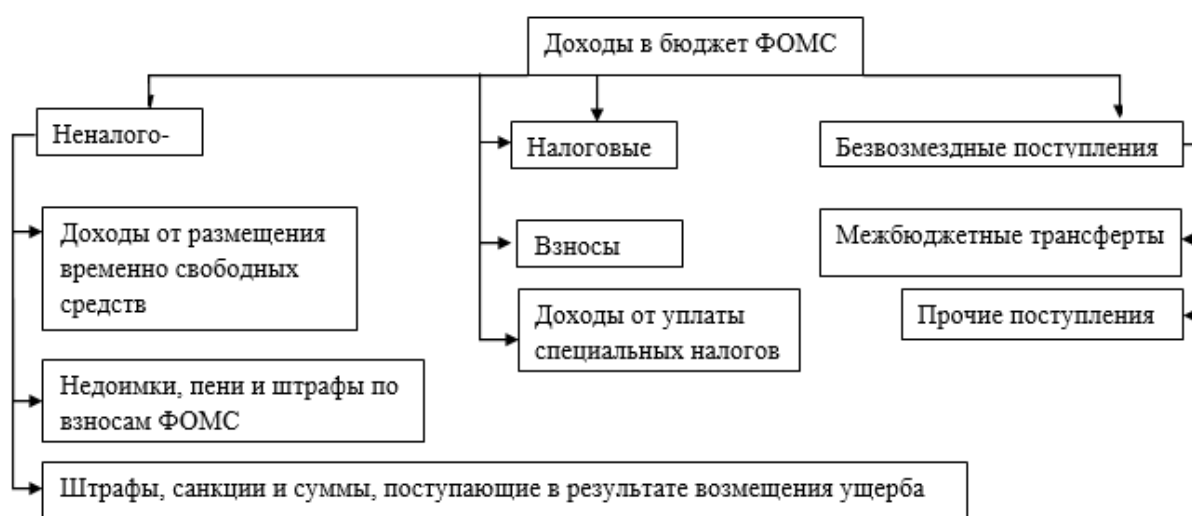 Доходы в бюджет ФОМС
Неналого-
Налоговые
Безвозмездные поступления
Доходы от размещения
временно свободных
средств
Взносы
Межбюджетные трансферты
Доходы от уплаты
специальных налогов
Прочие поступления
Недоимки, пени и штрафы по
взносам ФОМС
Штрафы, санкции и суммы, поступающие в результате возмещения ущерба